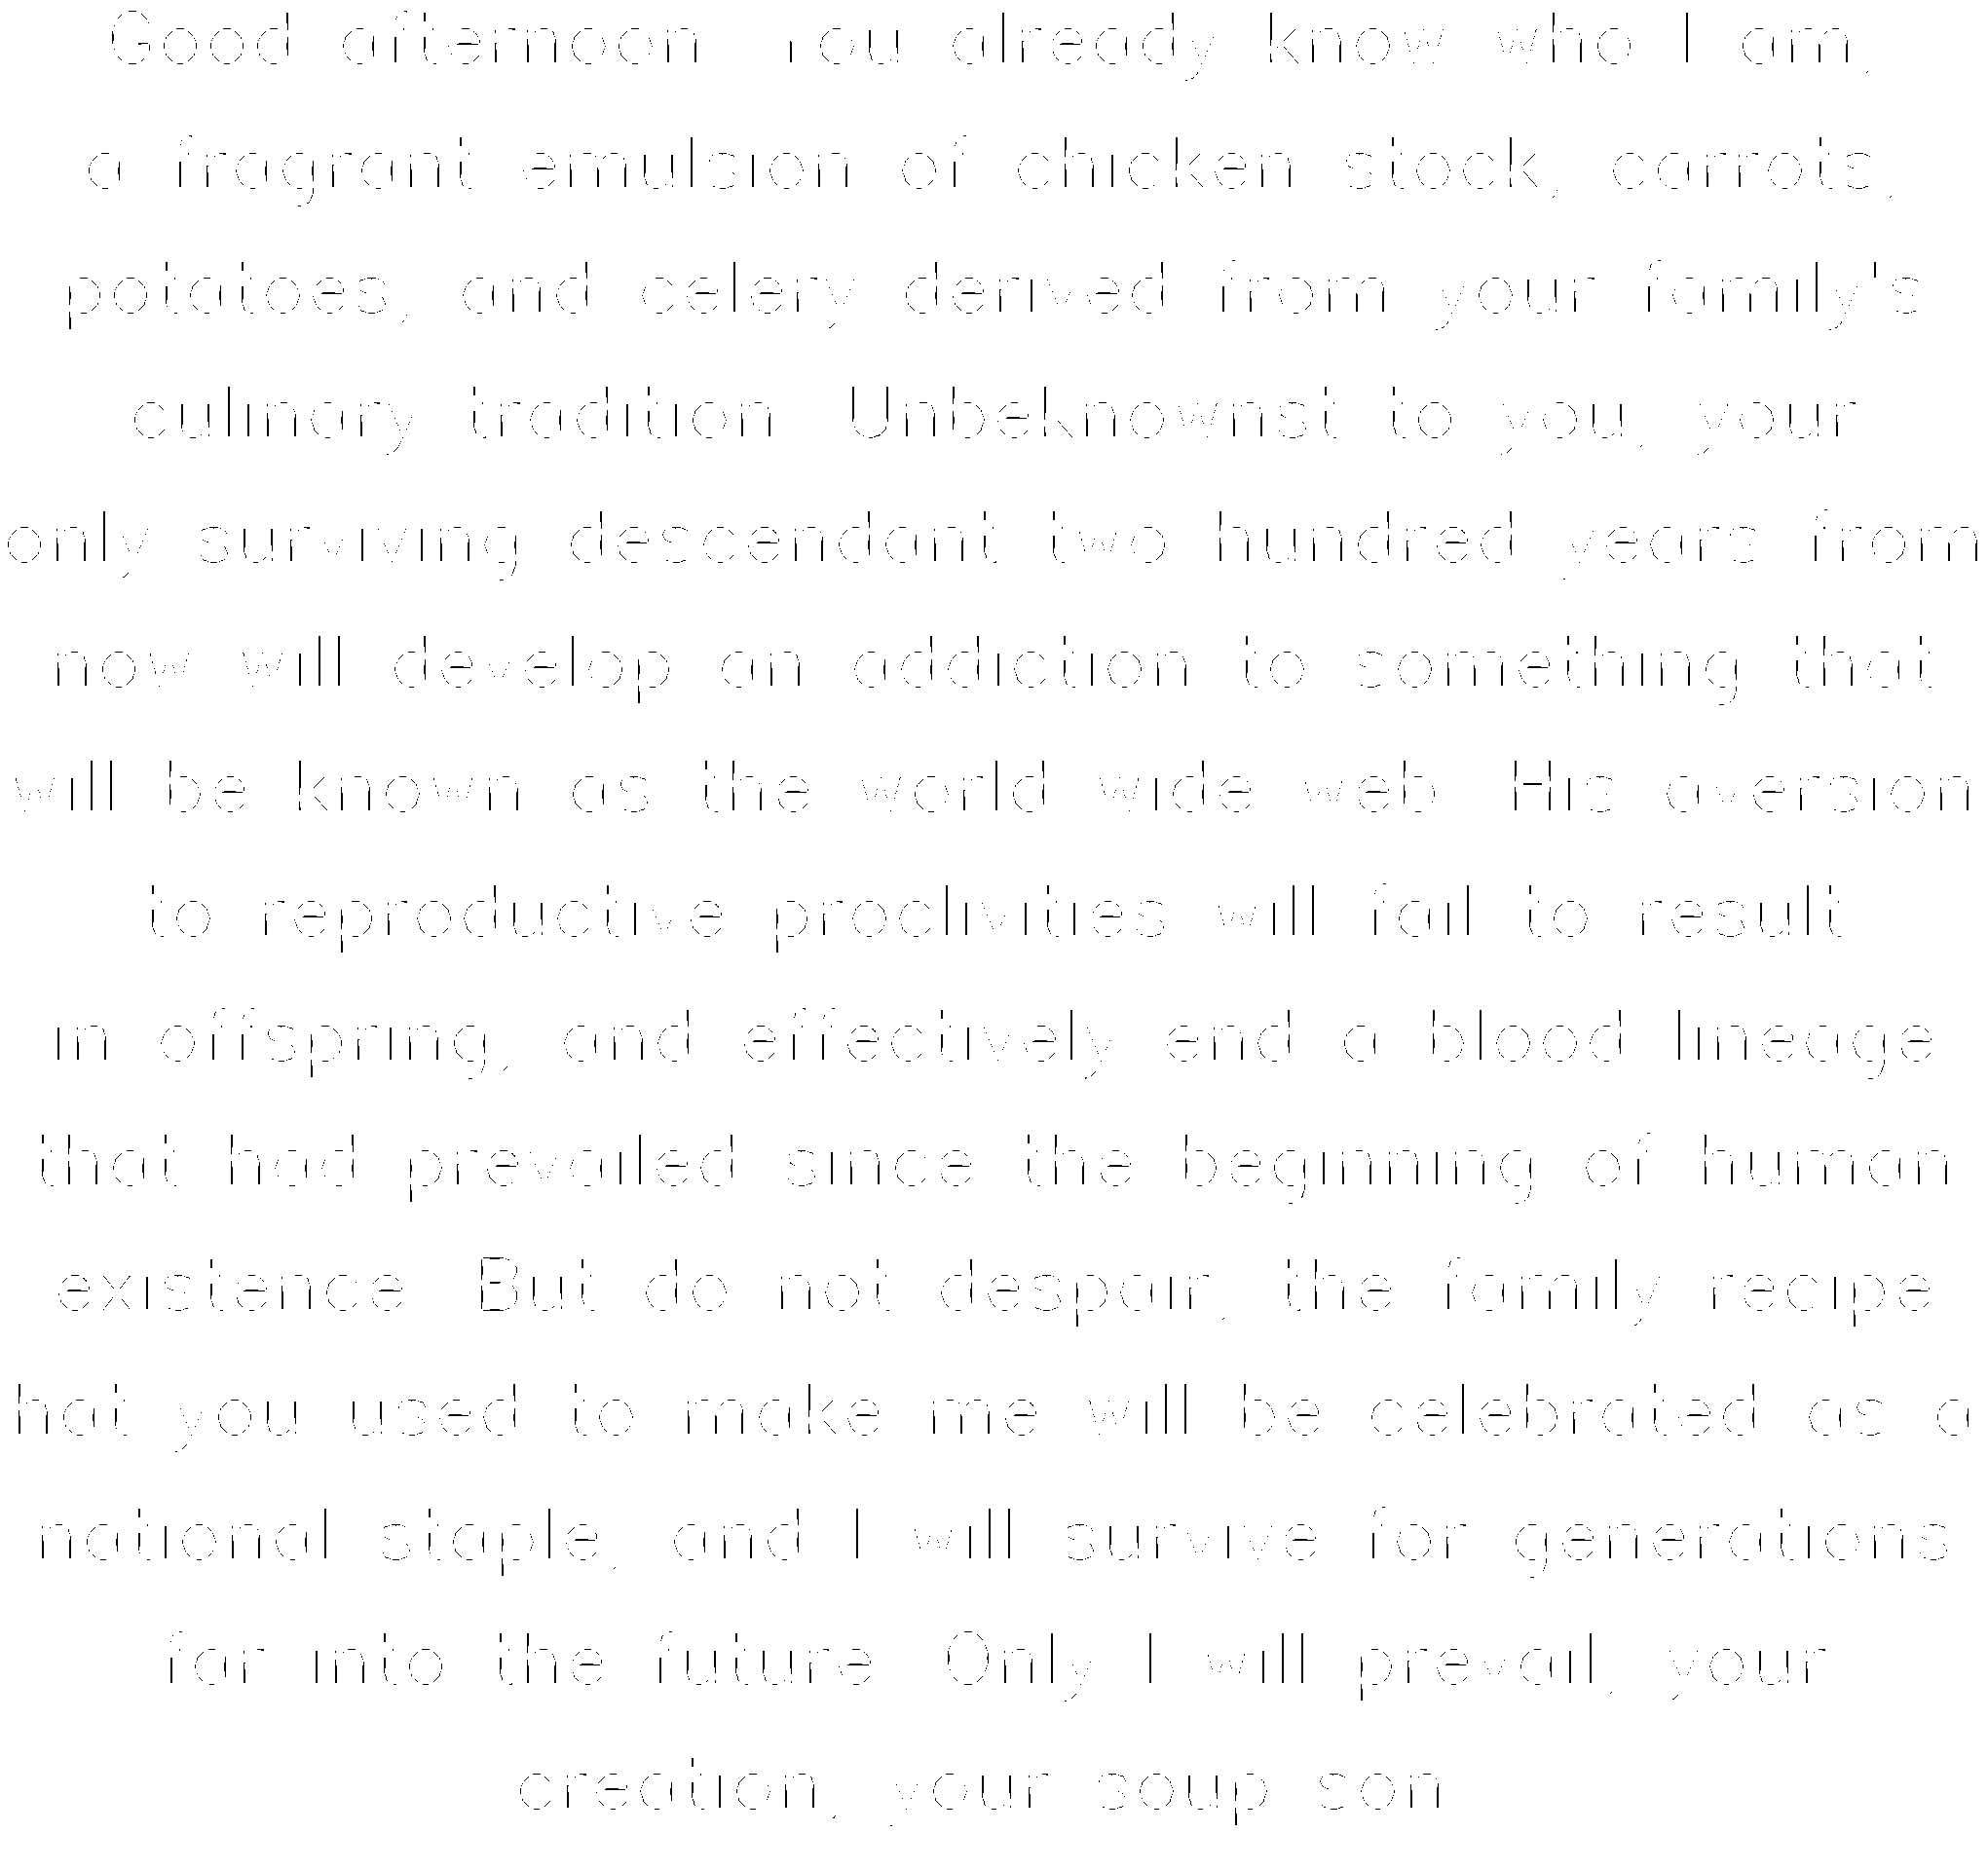 Good afternoon. You already know who I am,
a fragrant emulsion of chicken stock, carrots,
potatoes, and celery derived from your family's
culinary tradition. Unbeknownst to you, your
only surviving descendant two hundred years from
now will develop an addiction to something that
will be known as the world wide web. His aversion
to reproductive proclivities will fail to result
in offspring, and effectively end a blood lineage
that had prevailed since the beginning of human
existence. But do not despair, the family recipe
hat you used to make me will be celebrated as a
national staple, and I will survive for generations
far into the future. Only I will prevail, your
creation, your soup son